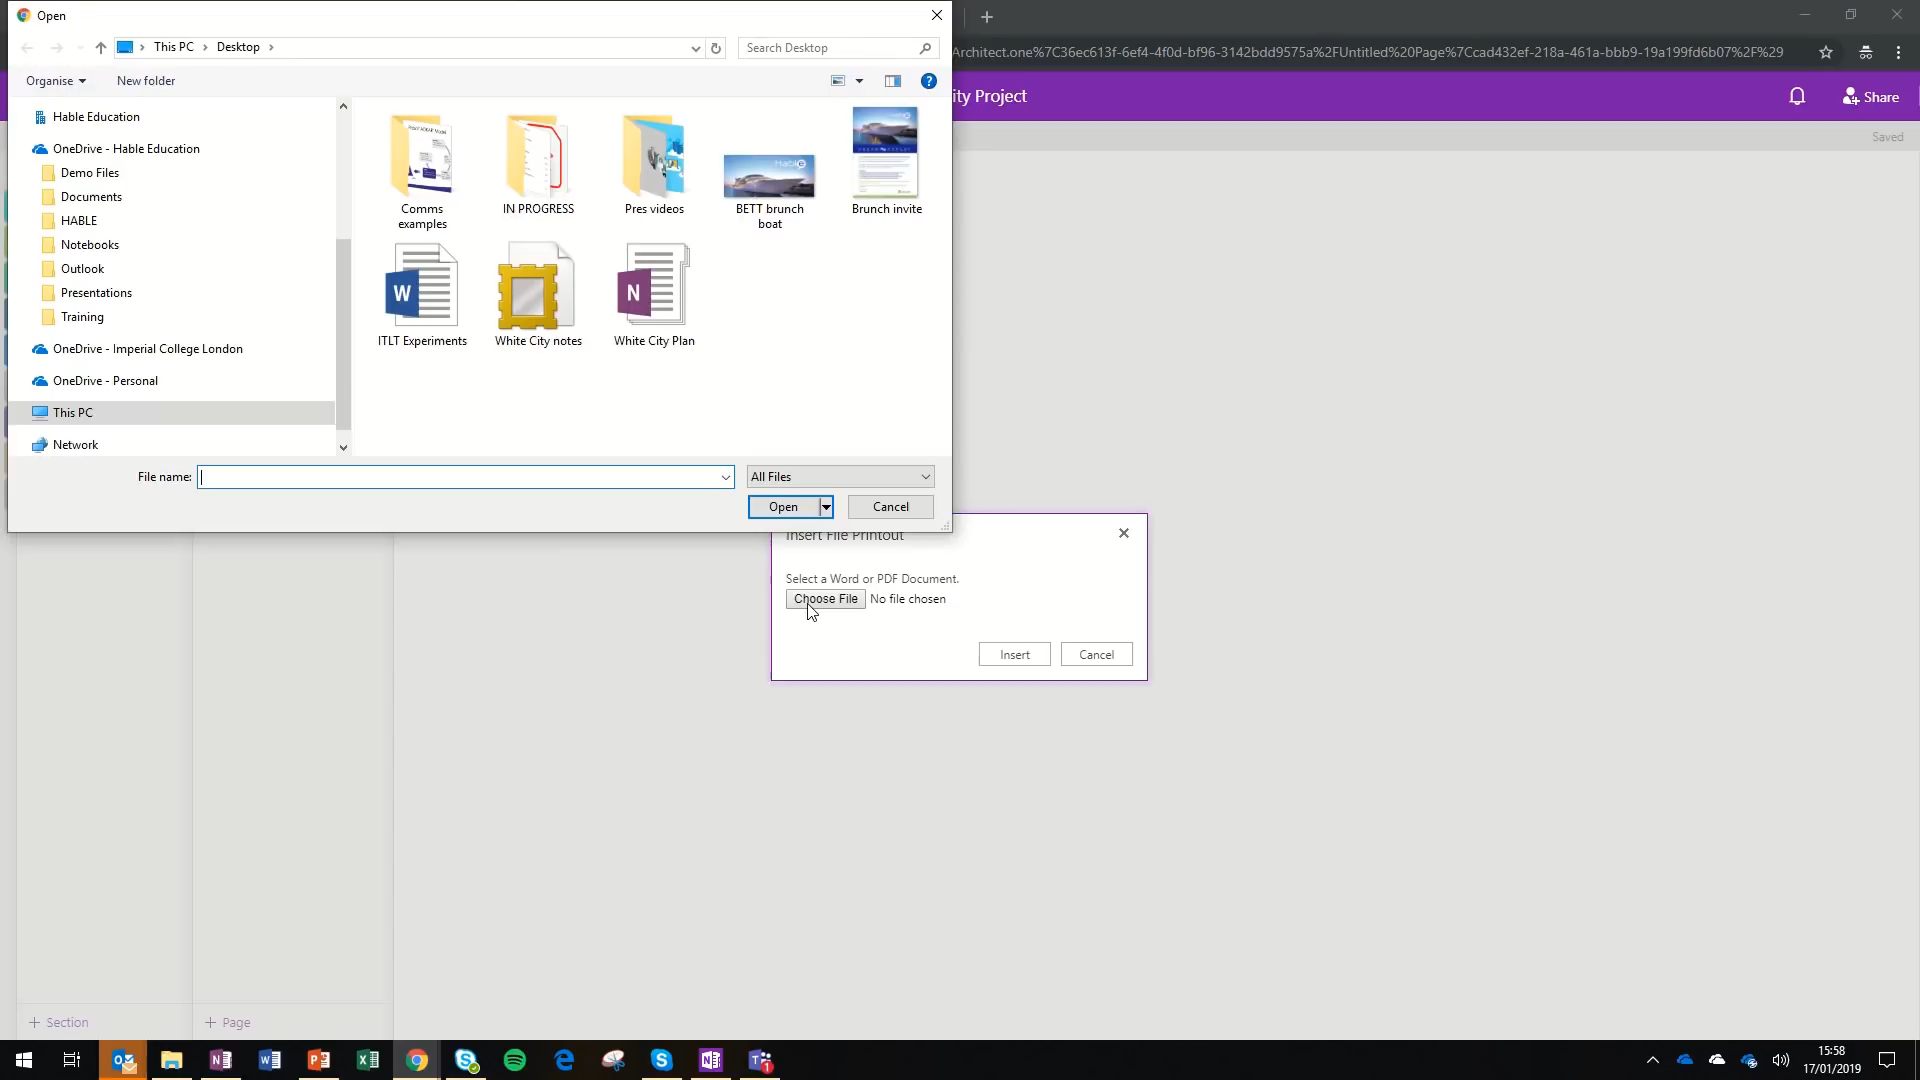 Open
This PC
Desktop
Search Desktop
Organise
New folder
Hable Education
OneDrive - Hable Education
Demo Files
Documents
HABLE
Notebooks
Outlook
Presentations
Training
OneDrive - Imperial College London
OneDrive - Personal
This PC
Network
Comms
examples
IN PROGRESS
Pres videos
BETT brunch
boat
Brunch invite
ITLT Experiments
White City notes
White City Plan
File name:
All Files
Open
Cancel
Architect.one%7C36ec613f-6ef4-4f0d-bf96-3142bdd9575a%2FUntitled%20Page%7Ccad432ef-218a-461a-bbb9-19a199fd6b07%2F%29
ity Project
Share
Saved
Insert File Printout
Select a Word or PDF Document.
Choose File
No file chosen
Insert
Cancel
+ Section
+ Page
15:58
17/01/2019